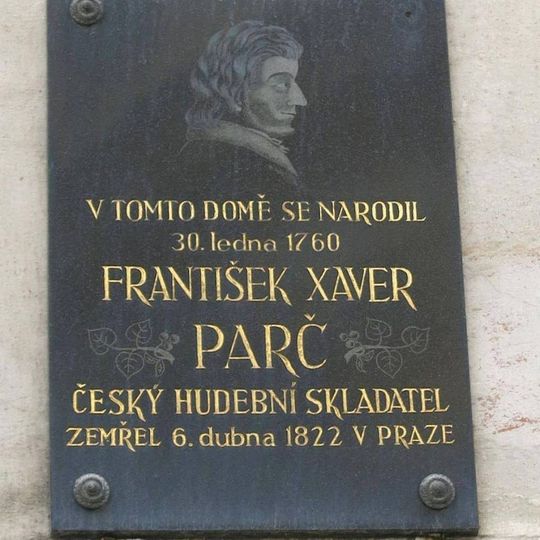 V TOMTO DOMĚ SE NARODIL
30. ledna 1760
FRANTIŠEK XAVER
PARČ
ČESKÝ HUDEBNÍ SKLADATEL
ZEMŘEL 6. dubna 1822 V PRAZE